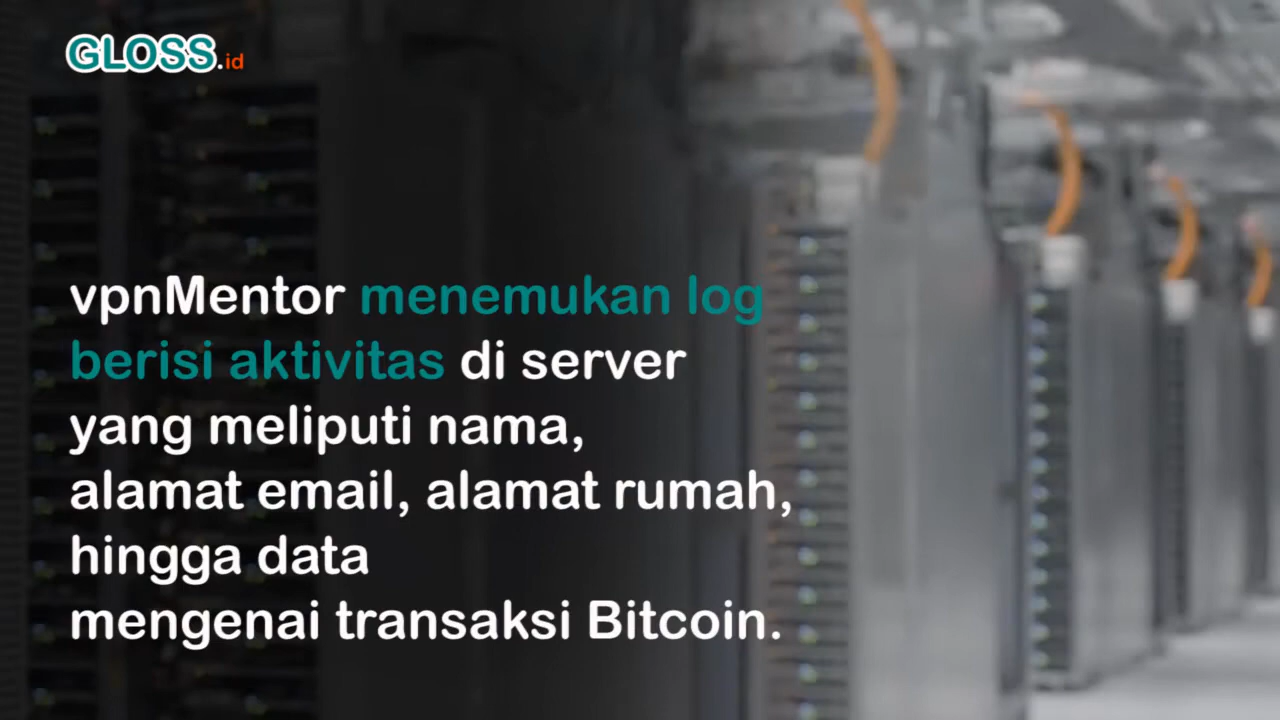 GLOSS.id
vpnMentor menemukan log
berisi aktivitas di server
yang meliputi nama,
alamat email, alamat rumah,
hingga data
mengenai transaksi Bitcoin.